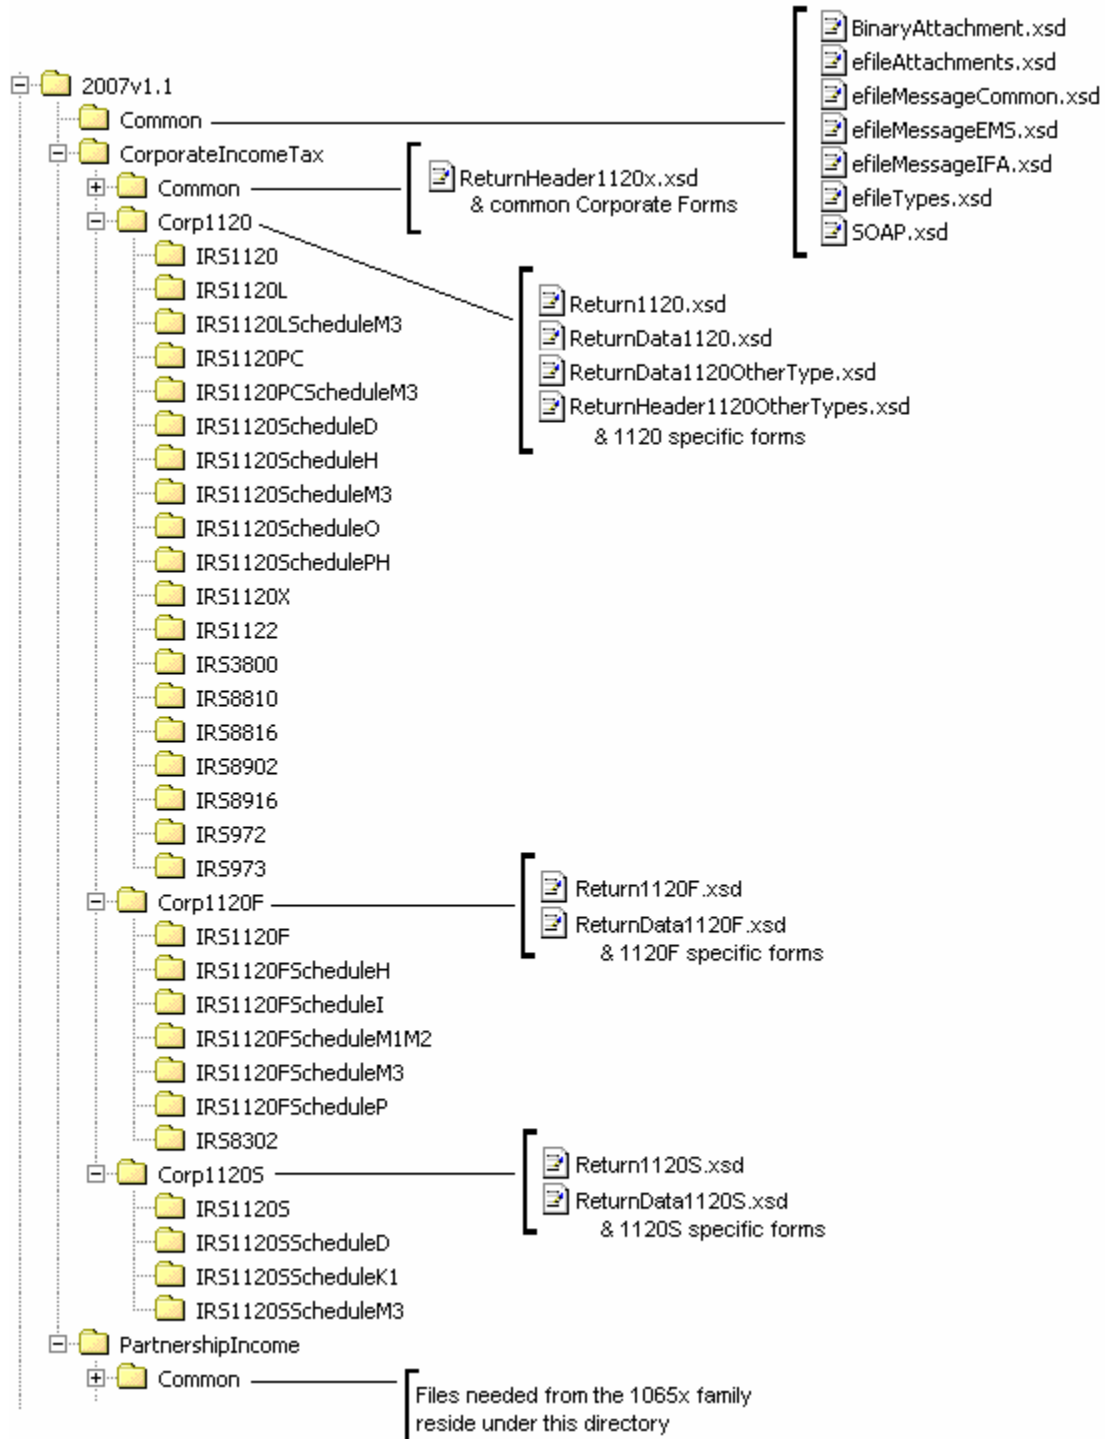 2007v1.1
Common
BinaryAttachment.xsd
efileAttachments.xsd
efileMessageCommon.xsd
efileMessageEMS.xsd
efileMessageIFA.xsd
efileTypes.xsd
SOAP.xsd
CorporateIncomeTax
Common
ReturnHeader1120x.xsd
& common Corporate Forms
Corp1120
Return1120.xsd
ReturnData1120.xsd
ReturnData1120OtherType.xsd
ReturnHeader1120OtherTypes.xsd
& 1120 specific forms
IRS1120
IRS1120L
IRS1120LScheduleM3
IRS1120PC
IRS1120PCScheduleM3
IRS1120ScheduleD
IRS1120ScheduleH
IRS1120ScheduleM3
IRS1120ScheduleO
IRS1120SchedulePH
IRS1120X
IRS1122
IRS3800
IRS8810
IRS8816
IRS8902
IRS8916
IRS972
IRS973
Corp1120F
Return1120F.xsd
ReturnData1120F.xsd
& 1120F specific forms
IRS1120F
IRS1120FScheduleH
IRS1120FScheduleI
IRS1120FScheduleM1M2
IRS1120FScheduleM3
IRS1120FScheduleP
IRS8302
Corp1120S
Return1120S.xsd
ReturnData1120S.xsd
& 1120S specific forms
IRS1120S
IRS1120SScheduleD
IRS1120SScheduleK1
IRS1120SScheduleM3
PartnershipIncome
Common
Files needed from the 1065x family
reside under this directory